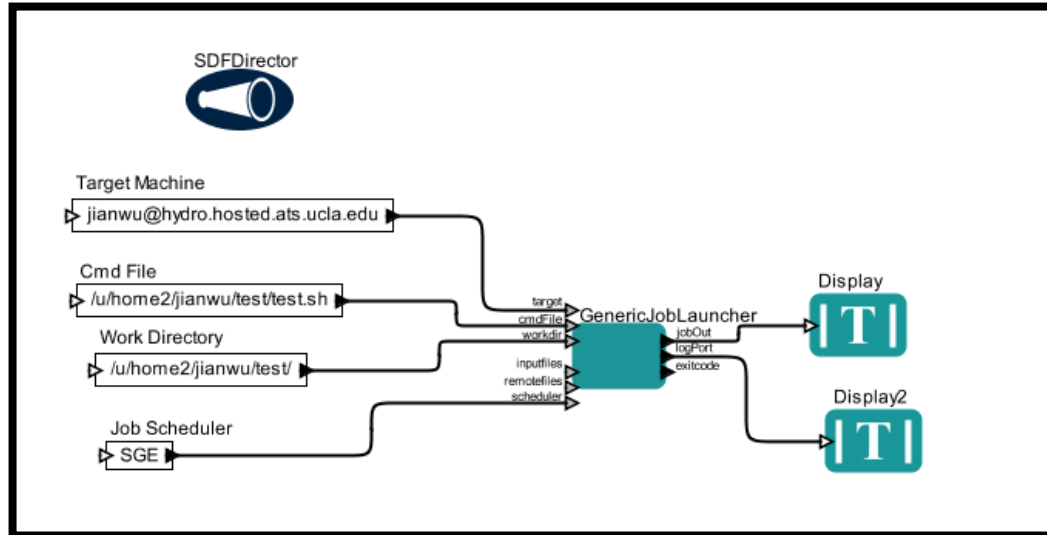 SDFDirector
Target Machine
jianwu@hydro.hosted.ats.ucla.edu
Cmd File
/u/home2/jianwu/test/test.sh
Work Directory
/u/home2/jianwu/test/
Job Scheduler
SGE
target
cmdFile
workdir
inputfiles
remotefiles
scheduler
GenericJobLauncher
jobOut
logPort
exitcode
Display
T
Display2
T